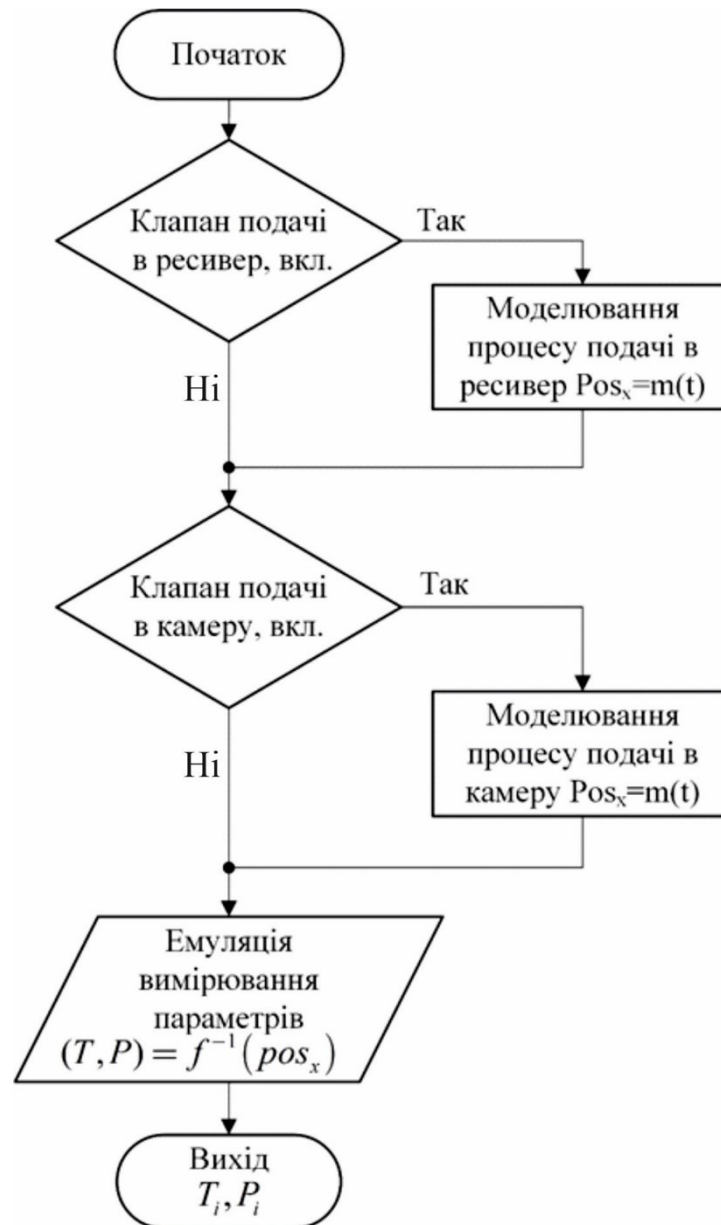 Початок
Клапан подачі
в ресивер, вкл.
Так
Моделювання
процесу подачі в
ресивер Posₓ=m(t)
Ні
Клапан подачі
в камеру, вкл.
Так
Моделювання
процесу подачі в
камеру Posₓ=m(t)
Ні
Емуляція
вимірювання
параметрів
(T, P) = f⁻¹(posₓ)
Вихід
Tᵢ, Pᵢ